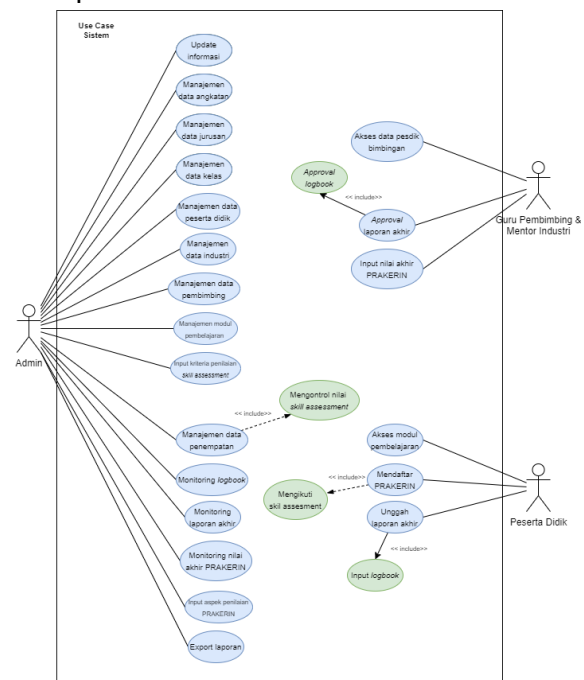 Use Case
Sistem
Update
informasi
Manajemen
data angkatan
Manajemen
data jurusan
Manajemen
data kelas
Manajemen data
peserta didik
Manajemen
data industri
Manajemen data
pembimbing
Manajemen modul
pembelajaran
Input kriteria penilaian
skill assessment
Admin
Manajemen data
penempatan
<< include>>
Mengontrol nilai
skill assessment
Monitoring logbook
Monitoring
laporan akhir
Monitoring nilai
akhir PRAKERIN
Input aspek penilaian
PRAKERIN
Export laporan
Akses data pesdik
bimbingan
Approval
logbook
<< include>>
Approval
laporan akhir
Input nilai akhir
PRAKERIN
Guru Pembimbing &
Mentor Industri
Akses modul
pembelajaran
Mendaftar
PRAKERIN
<< include>>
Mengikuti
skil assesment
Unggah
laporan akhir
<< include>>
Input logbook
Peserta Didik